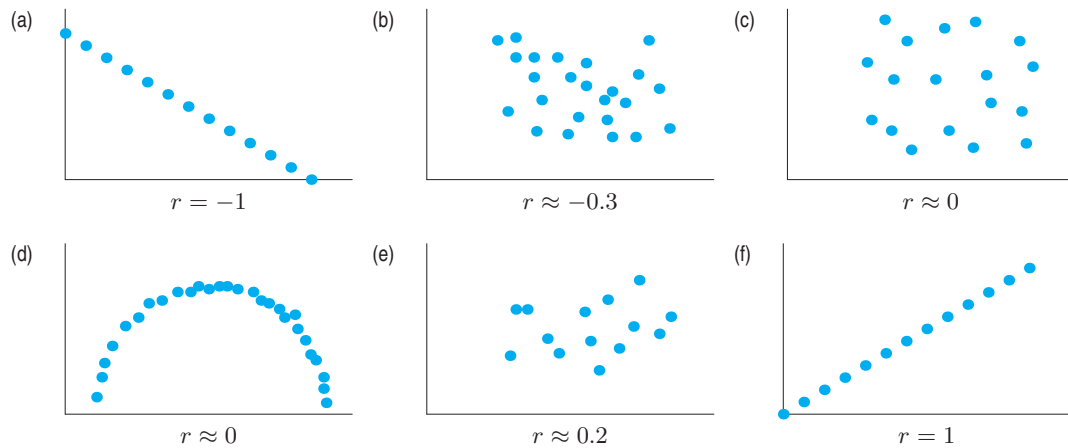 (a) (b) (c)
r = −1 r ≈ −0.3 r ≈ 0
(d) (e) (f)
r ≈ 0 r ≈ 0.2 r = 1